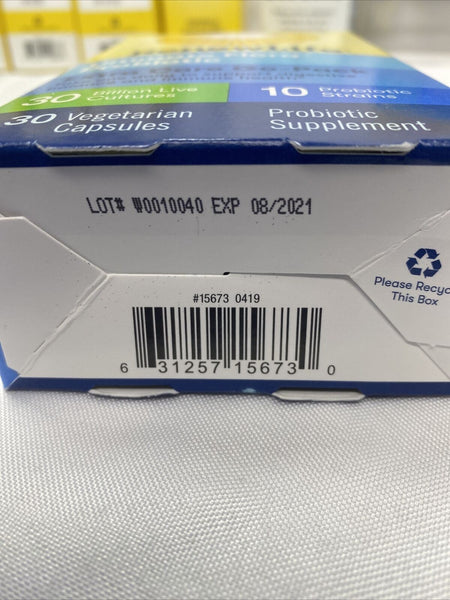 30 Billion Live
Cultures
10 Probiotic
Strains
30 Vegetarian
Capsules
Probiotic
Supplement
LOT# W0010040 EXP 08/2021
Please Recyc
This Box
#15673 0419
6 31257 15673 0